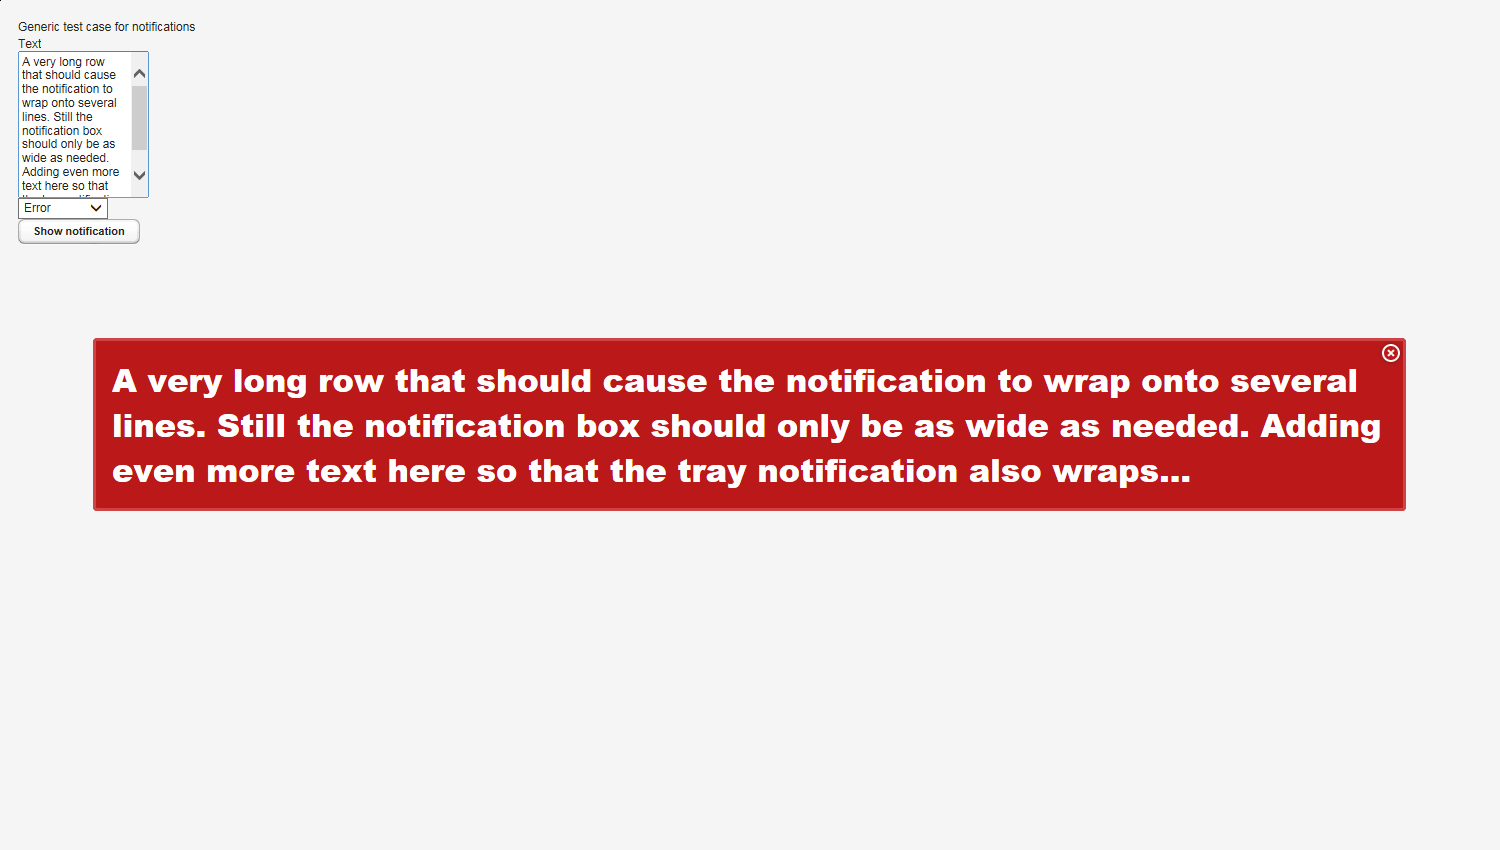 Generic test case for notifications
Text
A very long row
that should cause
the notification to
wrap onto several
lines. Still the
notification box
should only be as
wide as needed.
Adding even more
text here so that
Error
Show notification
A very long row that should cause the notification to wrap onto several
lines. Still the notification box should only be as wide as needed. Adding
even more text here so that the tray notification also wraps...